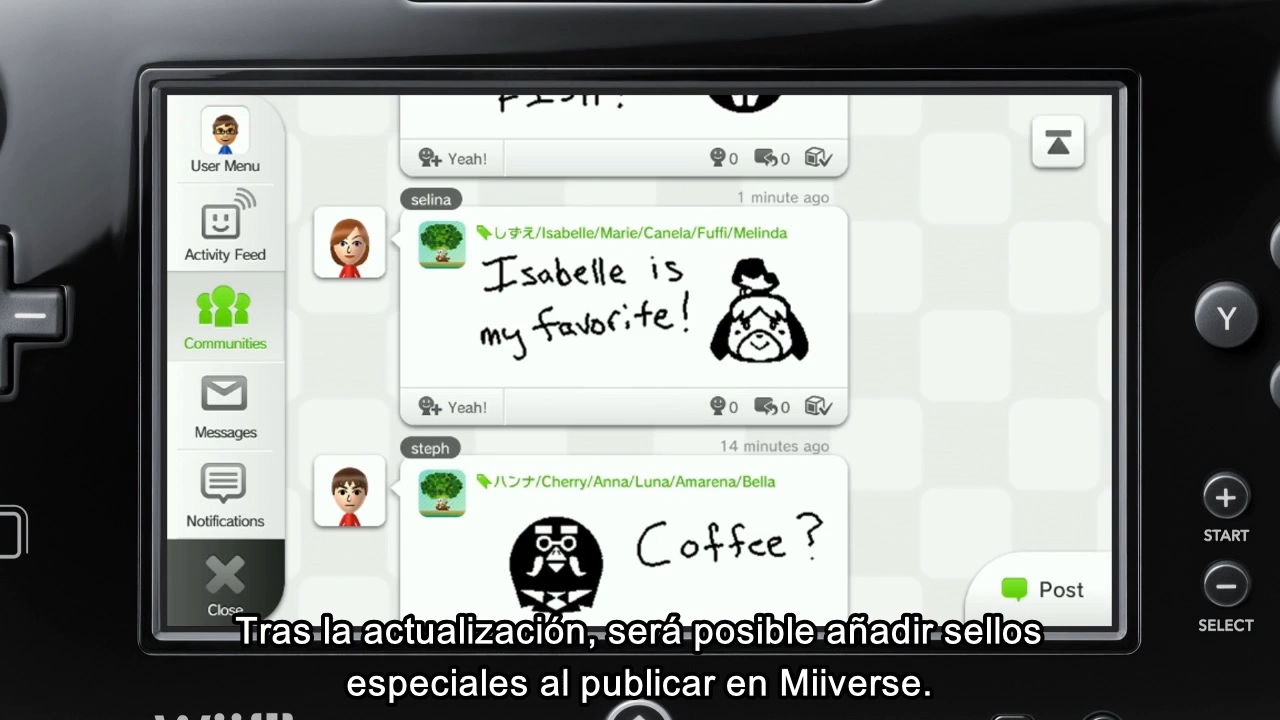 User Menu
Activity Feed
Communities
Messages
Notifications
Close
Yeah!
0
0
selina
1 minute ago
しずえ/Isabelle/Marie/Canela/Fuffi/Melinda
Isabelle is
my favorite!
Yeah!
0
0
steph
14 minutes ago
ハンナ/Cherry/Anna/Luna/Amarena/Bella
Coffee?
Post
Y
START
SELECT
Tras la actualización, será posible añadir sellos
especiales al publicar en Miiverse.